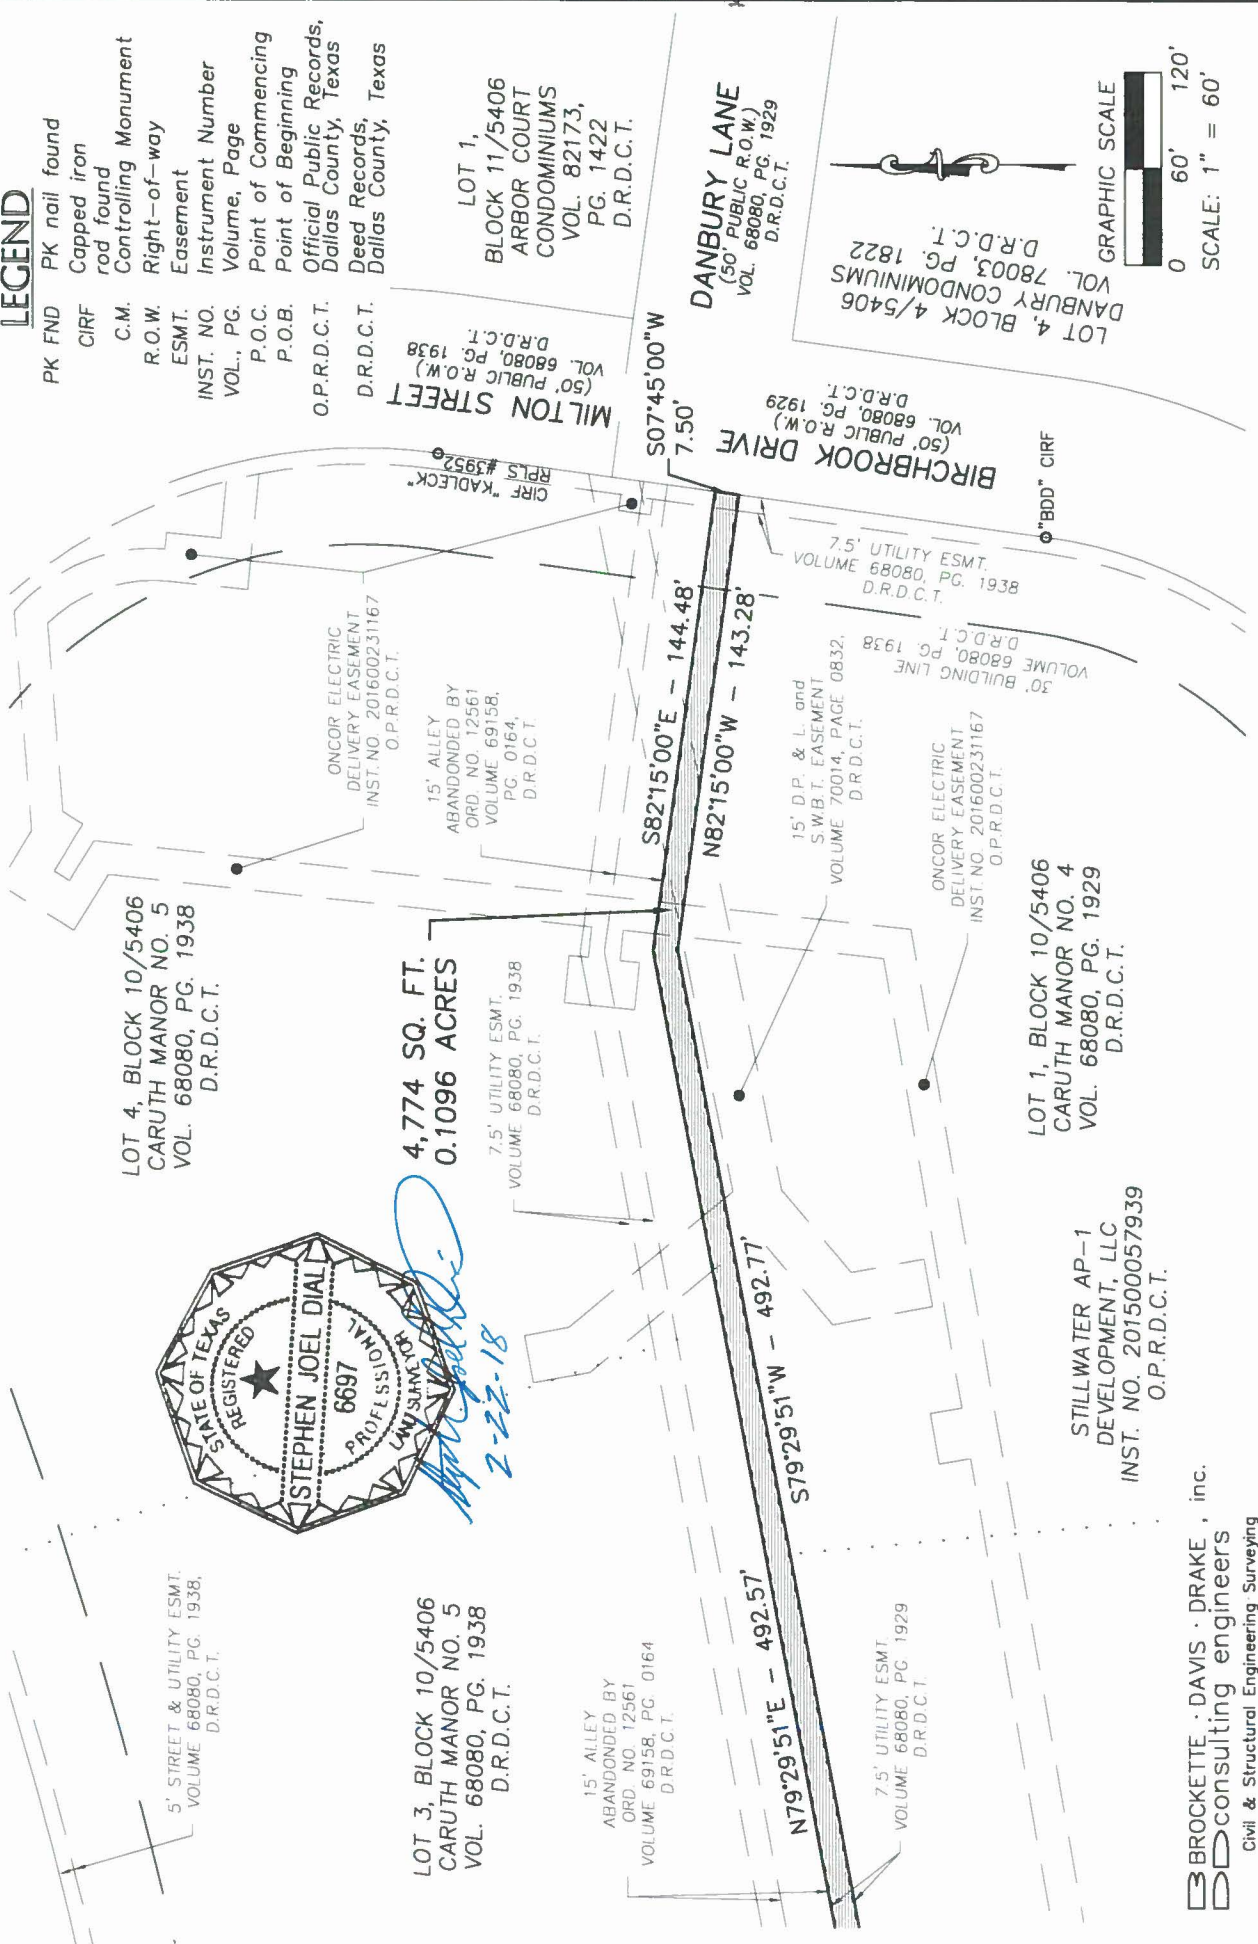 LEGEND
PK FND PK nail found
CIRF Capped iron
rod found
C.M. Controlling Monument
R.O.W. Right-of-way
ESMT. Easement
INST. NO. Instrument Number
VOL., PG. Volume, Page
P.O.C. Point of Commencing
P.O.B. Point of Beginning
O.P.R.D.C.T. Official Public Records,
Dallas County, Texas
D.R.D.C.T. Deed Records,
Dallas County, Texas
LOT 1,
BLOCK 11/5406
ARBOR COURT
CONDOMINIUMS
VOL. 82173,
PG. 1422
D.R.D.C.T.
MILTON STREET
(50' PUBLIC R.O.W.)
VOL. 68080, PG. 1938
D.R.D.C.T.
CIRF "KADLECK"
RPLS #3952
S07°45'00"W
7.50'
DANBURY LANE
(50' PUBLIC R.O.W.)
VOL. 68080, PG. 1929
D.R.D.C.T.
BIRCHBROOK DRIVE
(50' PUBLIC R.O.W.)
VOL. 68080, PG. 1929
D.R.D.C.T.
LOT 4, BLOCK 4/5406
DANBURY CONDOMINIUMS
VOL. 78003, PG. 1822
D.R.D.C.T.
GRAPHIC SCALE
0 60' 120'
SCALE: 1" = 60'
"BDD" CIRF
7.5' UTILITY ESMT.
VOLUME 68080, PG. 1938
D.R.D.C.T.
30' BUILDING LINE
VOLUME 68080, PG. 1938
D.R.D.C.T.
ONCOR ELECTRIC
DELIVERY EASEMENT
INST. NO. 201600231167
O.P.R.D.C.T.
15' ALLEY
ABANDONED BY
ORD. NO. 12561
VOLUME 69158,
PG. 0164,
D.R.D.C.T.
S82°15'00"E - 144.48'
N82°15'00"W - 143.28'
15' D.P. & L. and
S.W.B.T. EASEMENT
VOLUME 70014, PAGE 0832,
D.R.D.C.T.
ONCOR ELECTRIC
DELIVERY EASEMENT
INST. NO. 201600231167
O.P.R.D.C.T.
LOT 4, BLOCK 10/5406
CARUTH MANOR NO. 5
VOL. 68080, PG. 1938
D.R.D.C.T.
4,774 SQ. FT.
0.1096 ACRES
7.5' UTILITY ESMT.
VOLUME 68080, PG. 1938
D.R.D.C.T.
LOT 1, BLOCK 10/5406
CARUTH MANOR NO. 4
VOL. 68080, PG. 1929
D.R.D.C.T.
STATE OF TEXAS
REGISTERED
STEPHEN JOEL DIAL
6697
PROFESSIONAL
LAND SURVEYOR
2-22-18
S79°29'51"W - 492.77'
STILLWATER AP-1
DEVELOPMENT, LLC
INST. NO. 201500057939
O.P.R.D.C.T.
5' STREET & UTILITY ESMT.
VOLUME 68080, PG. 1938,
D.R.D.C.T.
LOT 3, BLOCK 10/5406
CARUTH MANOR NO. 5
VOL. 68080, PG. 1938
D.R.D.C.T.
15' ALLEY
ABANDONED BY
ORD. NO. 12561
VOLUME 69158, PG. 0164
D.R.D.C.T.
N79°29'51"E - 492.57'
7.5' UTILITY ESMT.
VOLUME 68080, PG 1929
D.R.D.C.T.
BROCKETTE · DAVIS · DRAKE, inc.
consulting engineers
Civil & Structural Engineering · Surveying